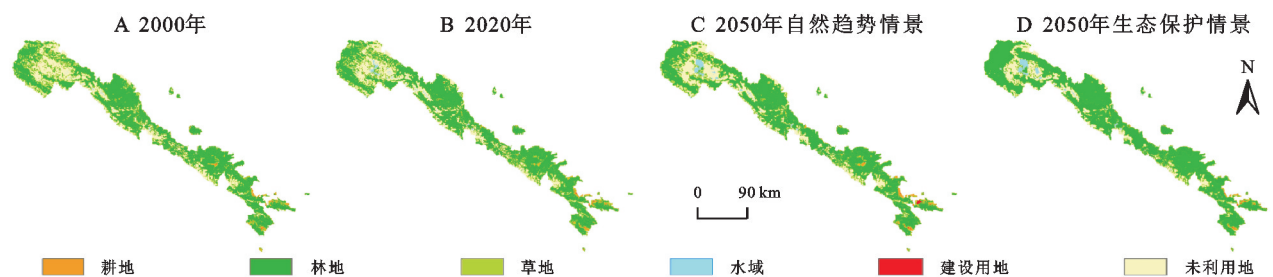 A 2000年
B 2020年
C 2050年自然趋势情景
D 2050年生态保护情景
N
0 90 km
耕地
林地
草地
水域
建设用地
未利用地